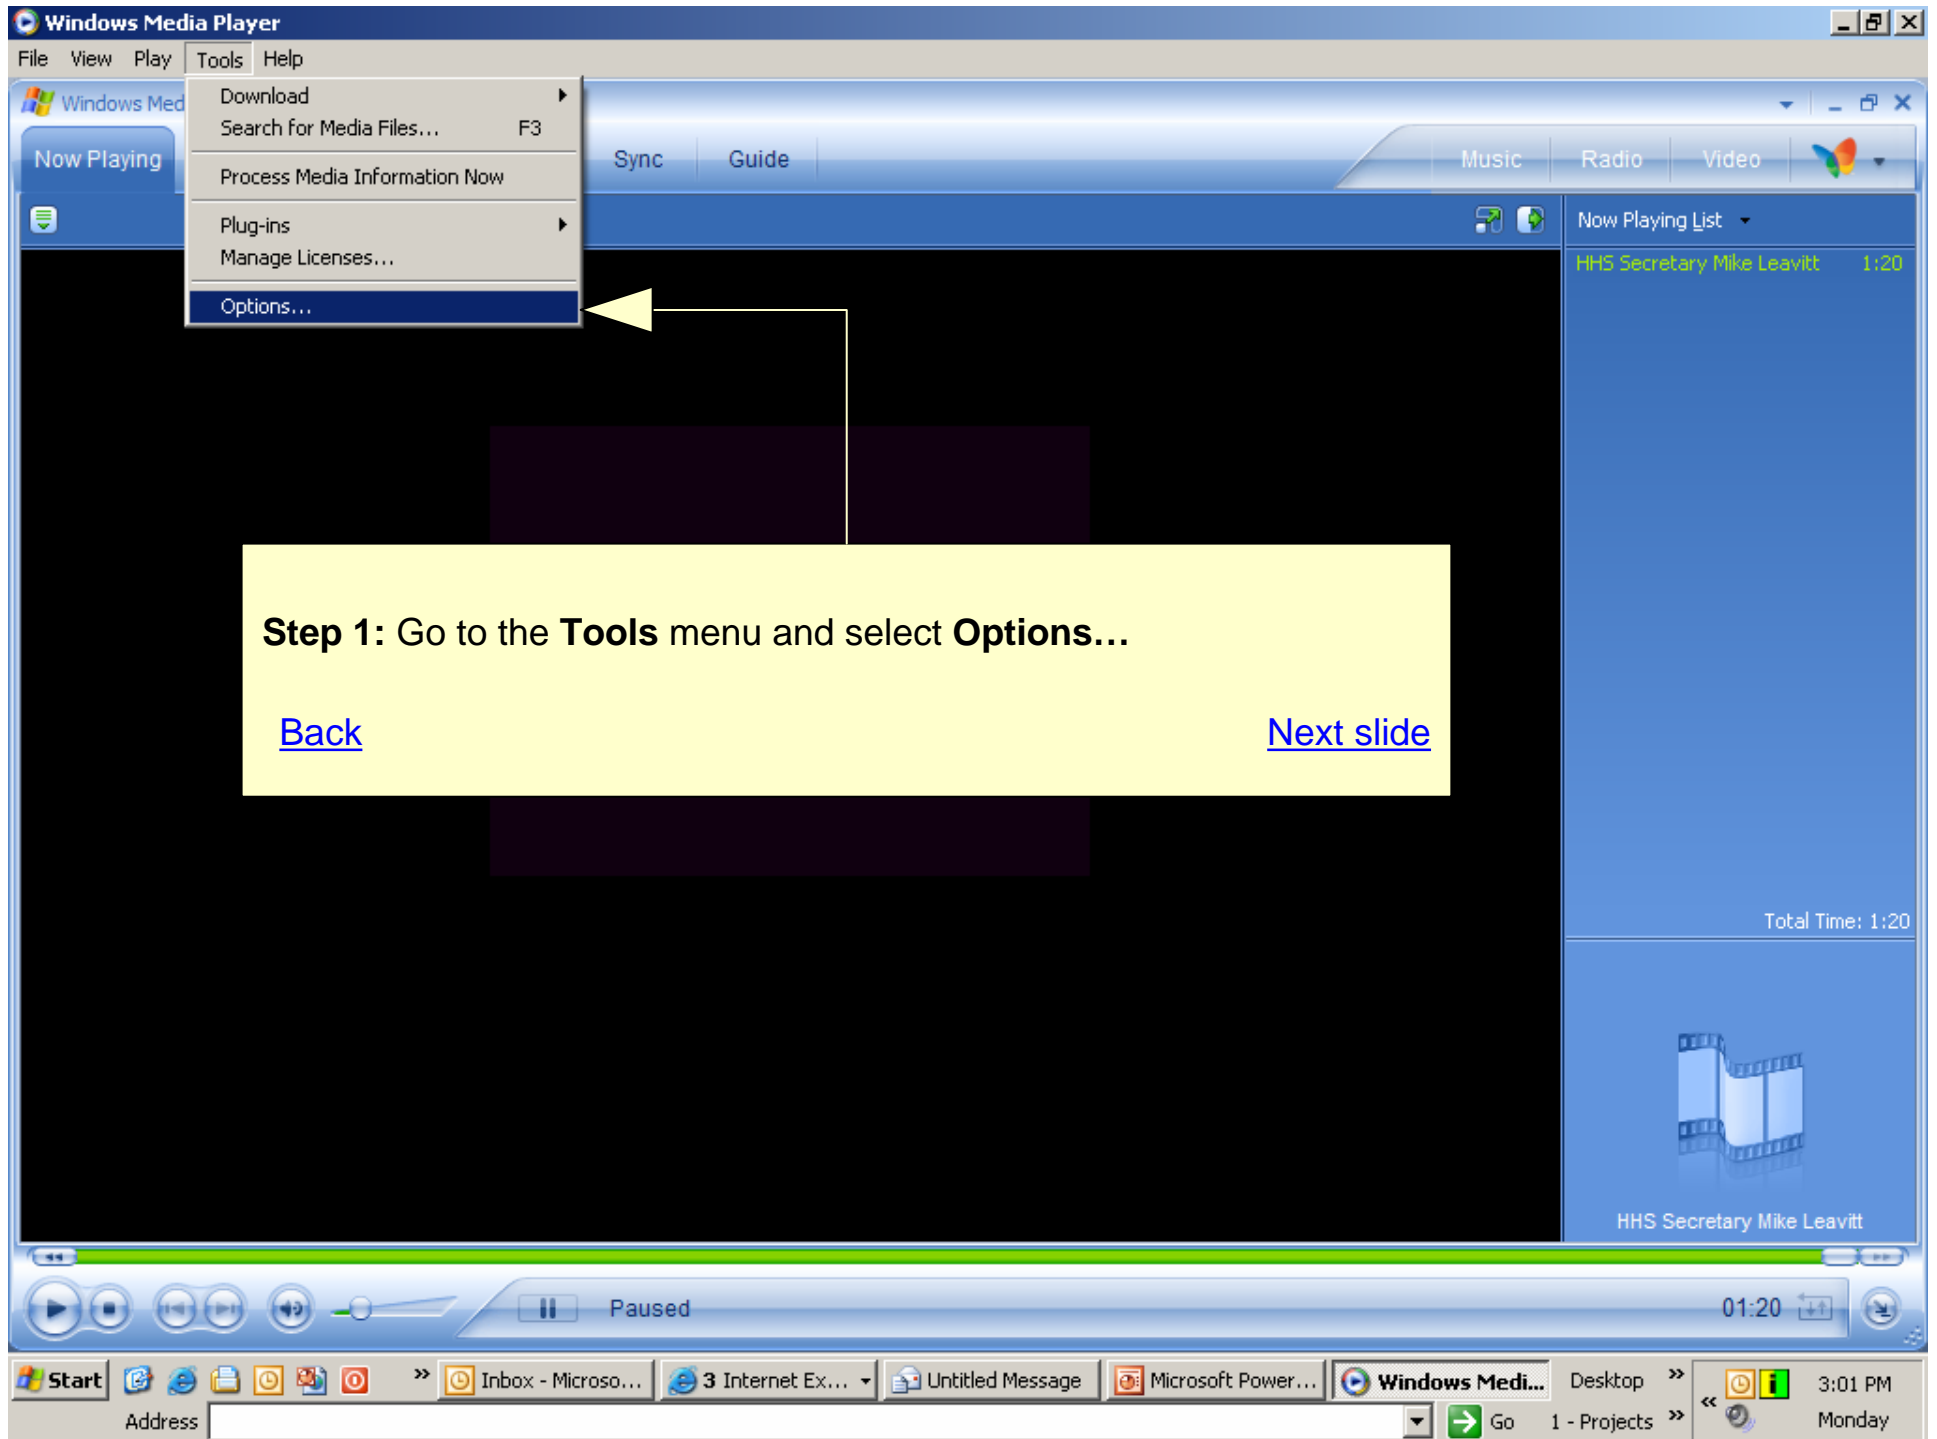 Windows Media Player
File View Play Tools Help
Windows Med
Download
Search for Media Files... F3
Process Media Information Now
Plug-ins
Manage Licenses...
Options...
Now Playing Sync Guide Music Radio Video
Now Playing List
HHS Secretary Mike Leavitt 1:20
Step 1: Go to the Tools menu and select Options…
Back Next slide
Total Time: 1:20
HHS Secretary Mike Leavitt
Paused 01:20
Start Inbox - Microso... 3 Internet Ex... Untitled Message Microsoft Power... Windows Medi... Desktop 3:01 PM
Address Go 1 - Projects Monday